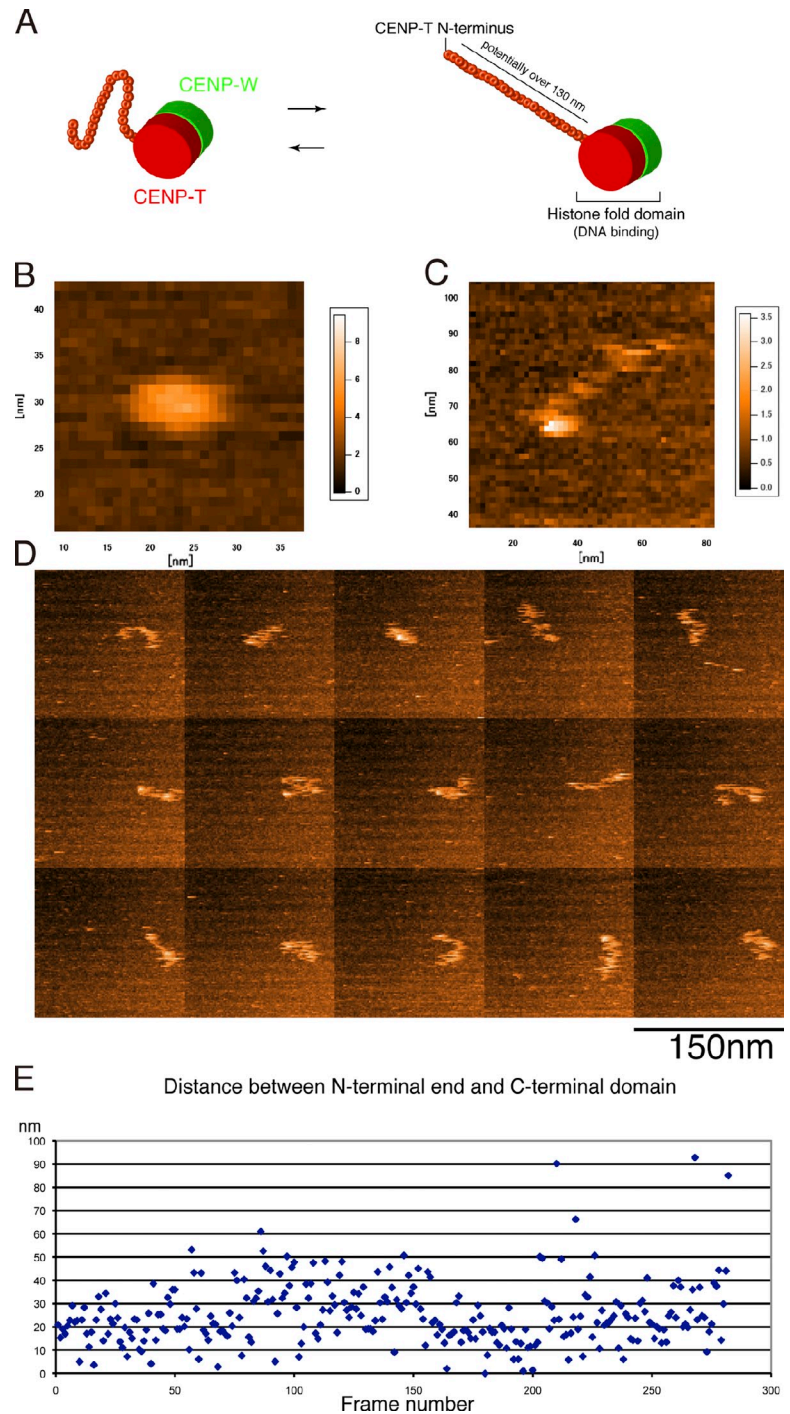 A
CENP-W
CENP-T
CENP-T N-terminus
potentially over 130 nm
Histone fold domain
(DNA binding)
B
40
35
30
25
20
[nm]
10 15 20 25 30 35
[nm]
8
6
4
2
0
C
100
90
80
70
60
50
40
[nm]
20 40 60 80
[nm]
3.5
3.0
2.5
2.0
1.5
1.0
0.5
0.0
D
150nm
E
Distance between N-terminal end and C-terminal domain
nm
100
90
80
70
60
50
40
30
20
10
0
0 50 100 150 200 250 300
Frame number